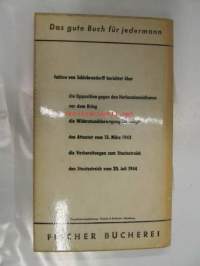 Das gute Buch für jedermann
Fabian von Schlabrendorff berichtet über
die Opposition gegen den Nationalsozialismus
vor dem Krieg
die Widerstandsbewegung
das Attentat vom 13. März 1943
die Vorbereitungen zum Staatsstreich
den Staatsstreich vom 20. Juli 1944
FISCHER BÜCHEREI